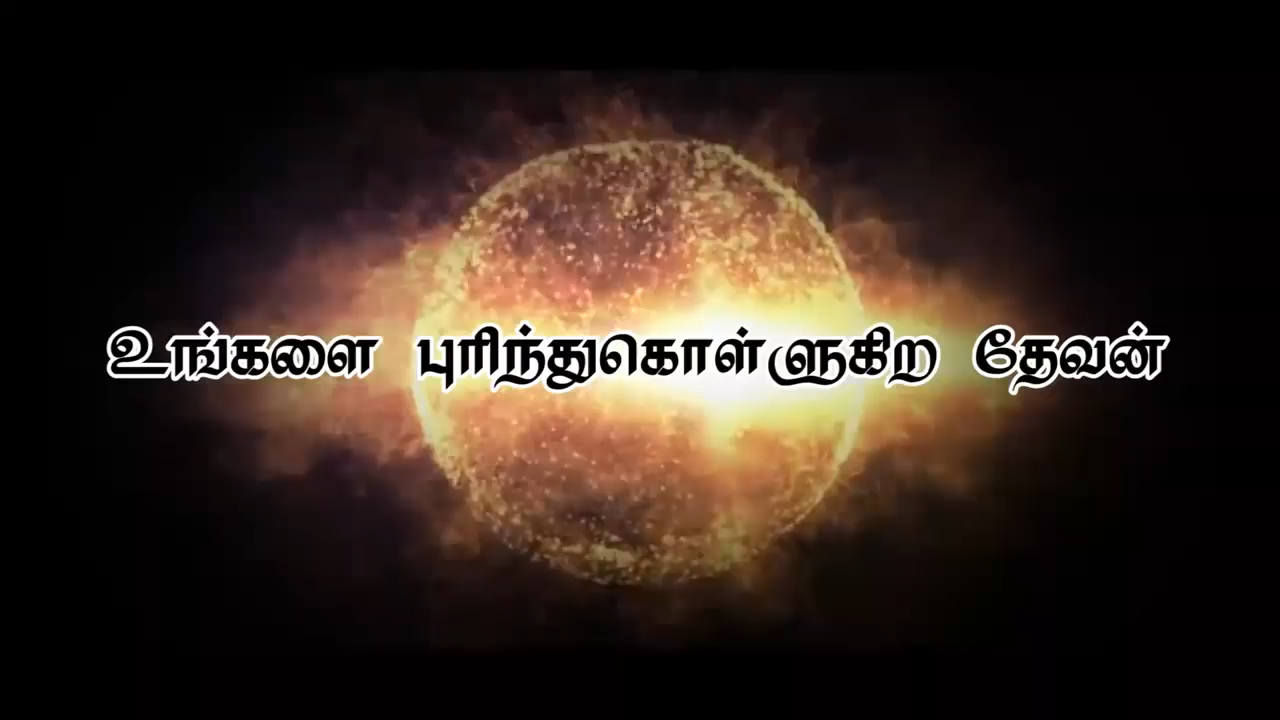 உங்களை புரிந்துகொள்ளுகிற தேவன்